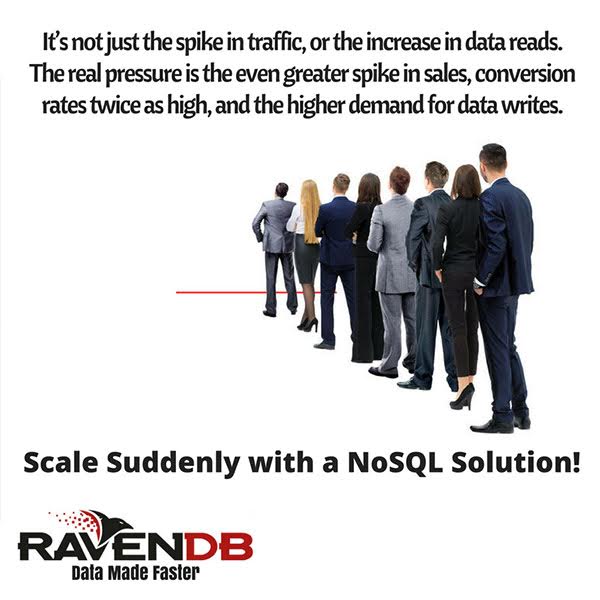 It's not just the spike in traffic, or the increase in data reads.
The real pressure is the even greater spike in sales, conversion
rates twice as high, and the higher demand for data writes.
Scale Suddenly with a NoSQL Solution!
RAVENDB
Data Made Faster